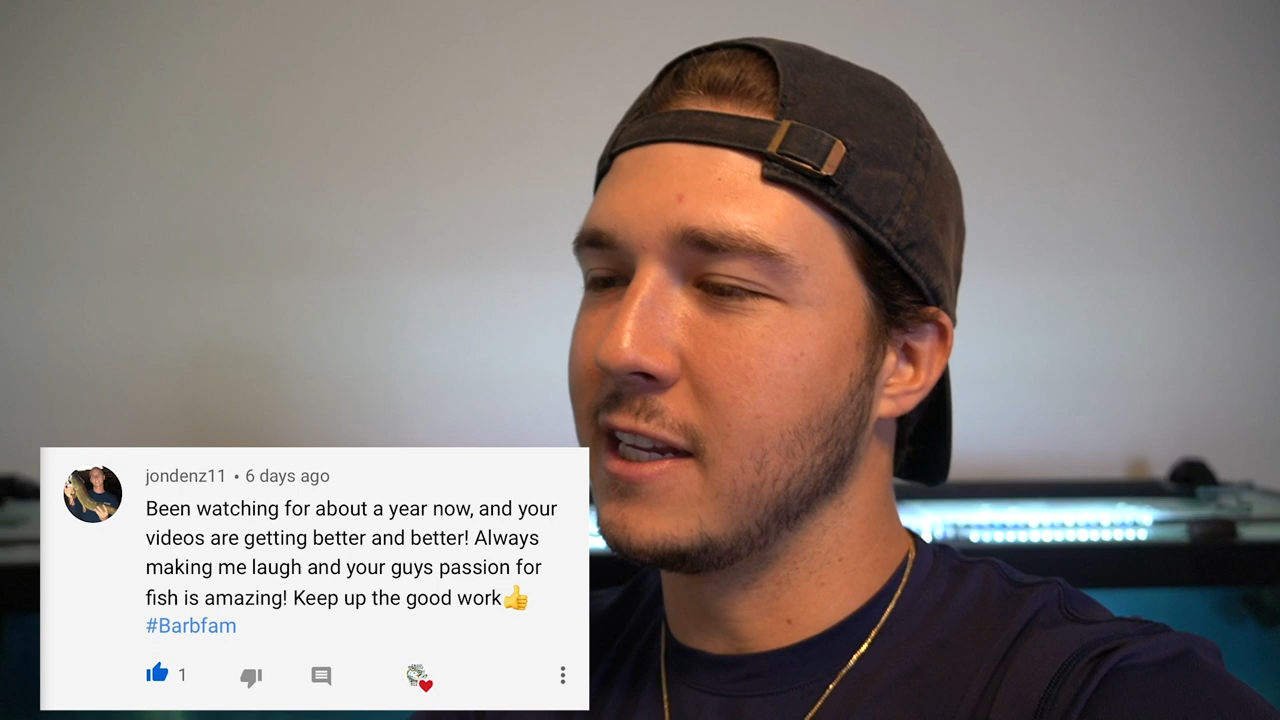 jondenz11 • 6 days ago
Been watching for about a year now, and your
videos are getting better and better! Always
making me laugh and your guys passion for
fish is amazing! Keep up the good work👍
#Barbfam
1